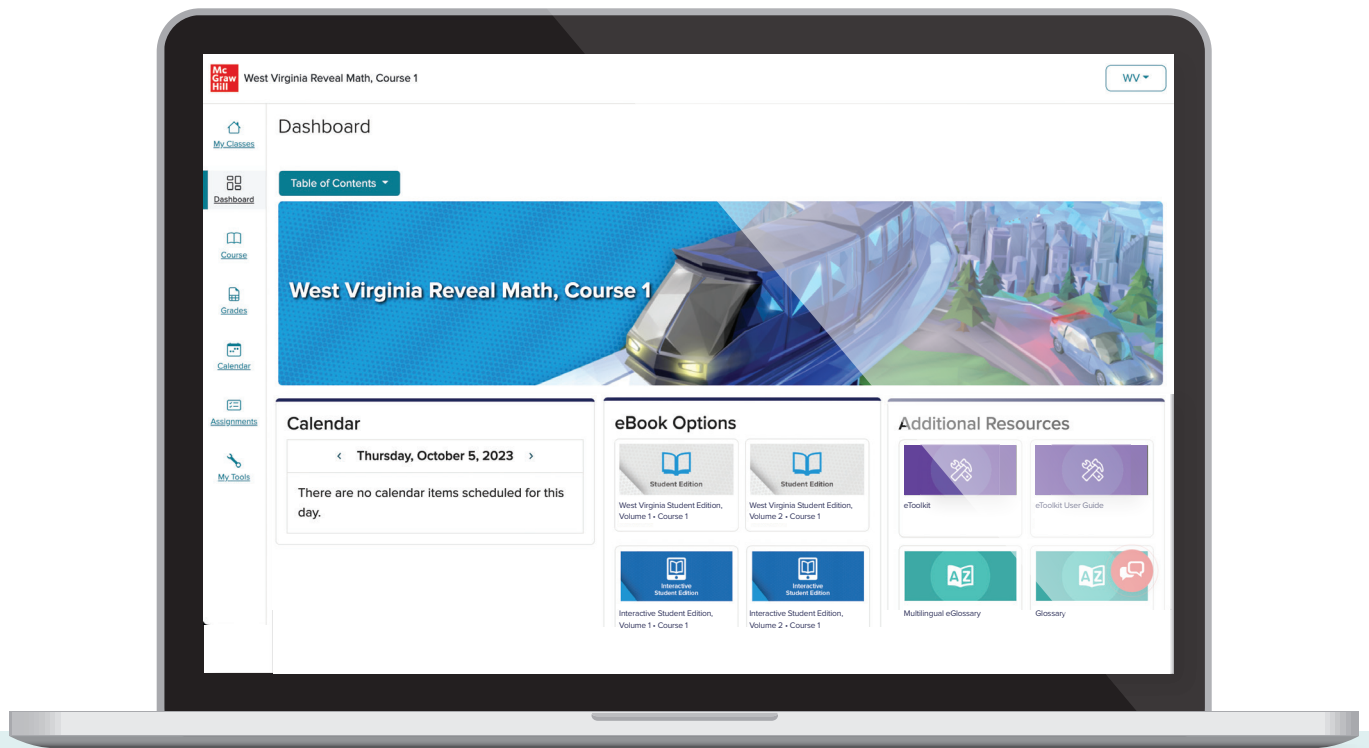 Mc
Graw
Hill
West Virginia Reveal Math, Course 1
WV
My Classes
Dashboard
Course
Grades
Calendar
Assignments
My Tools
Dashboard
Table of Contents
West Virginia Reveal Math, Course 1
Calendar
‹ Thursday, October 5, 2023 ›
There are no calendar items scheduled for this
day.
eBook Options
Student Edition
West Virginia Student Edition,
Volume 1 • Course 1
Student Edition
West Virginia Student Edition,
Volume 2 • Course 1
Interactive
Student Edition
Interactive Student Edition,
Volume 1 • Course 1
Interactive
Student Edition
Interactive Student Edition,
Volume 2 • Course 1
Additional Resources
eToolkit
eToolkit User Guide
AZ
Multilingual eGlossary
AZ
Glossary